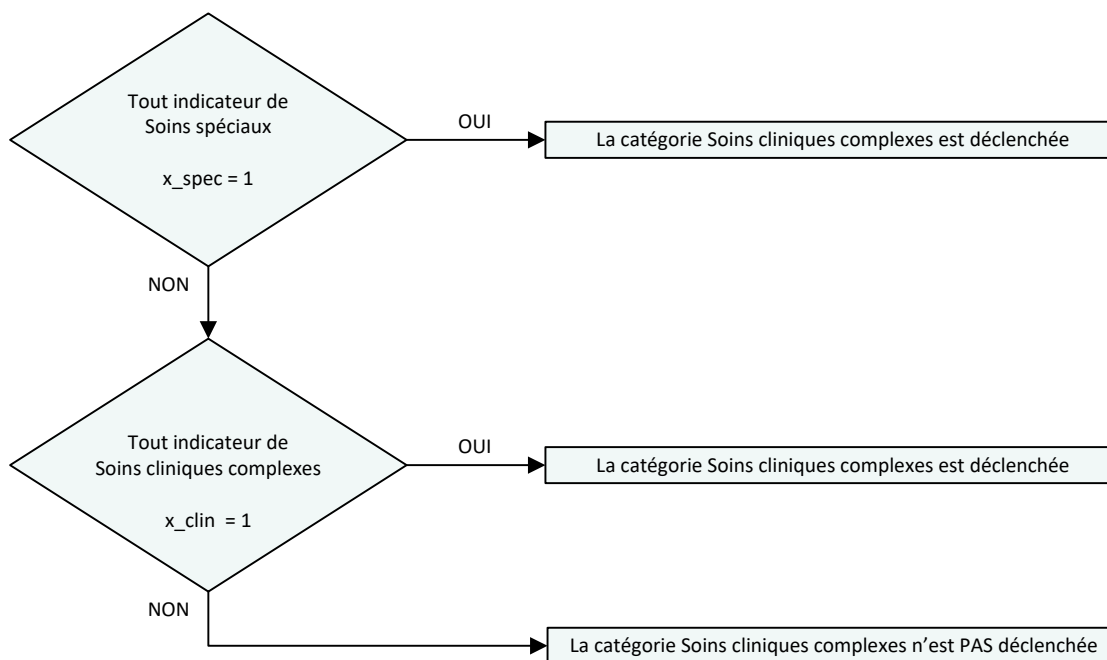 Tout indicateur de
Soins spéciaux
x_spec = 1
OUI
La catégorie Soins cliniques complexes est déclenchée
NON
Tout indicateur de
Soins cliniques complexes
x_clin = 1
OUI
La catégorie Soins cliniques complexes est déclenchée
NON
La catégorie Soins cliniques complexes n’est PAS déclenchée